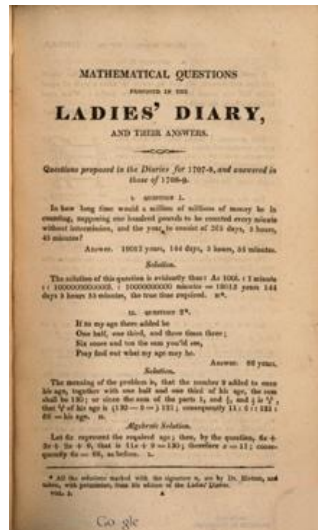 MATHEMATICAL QUESTIONS
PROPOSED IN THE
LADIES' DIARY,
AND THEIR ANSWERS.
Questions proposed in the Diaries for 1707-8, and answered in
those of 1708-9.
I. QUESTION 1.
In how long time would a million of millions of money be in
counting, supposing one hundred pounds to be counted every minute
without intermission, and the year to consist of 365 days, 5 hours,
45 minutes?
Answer. 19013 years, 144 days, 5 hours, 55 minutes.
Solution.
The solution of this question is evidently thus: As 100l. : 1 minute
:: 1000000000000l. : 10000000000 minutes = 19013 years 144
days 5 hours 55 minutes, the true time required.
II. QUESTION 2*.
If to my age there added be
One half, one third, and three times three;
Six score and ten the sum you'd see,
Pray find out what my age may be.
Answer. 66 years.
Solution.
The meaning of the problem is, that the number 9 added to once
his age, together with one half and one third of his age, the sum
shall be 130; or since the sum of the parts 1, and ½, and ⅓ is
that of his age is (130 — 9 =) 121; consequently 11 : 6 :: 121 :
66 = his age.
Algebraic Solution.
Let 6x represent the required age; then, by the question, 6x +
3x + 2x + 9, that is 11x + 9 = 130; therefore x = 11; conse-
quently 6x = 66, as before.
* All the solutions marked with the signature are by Dr. Hutton, and
taken, with permission, from his edition of the Ladies' Diaries.
VOL. I.
Google